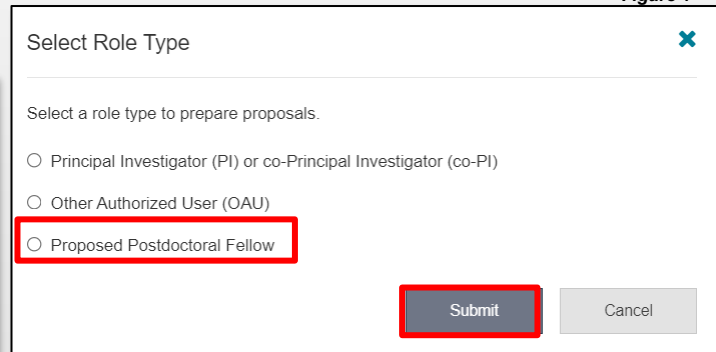 Select Role Type
Select a role type to prepare proposals.
Principal Investigator (PI) or co-Principal Investigator (co-PI)
Other Authorized User (OAU)
Proposed Postdoctoral Fellow
Submit Cancel